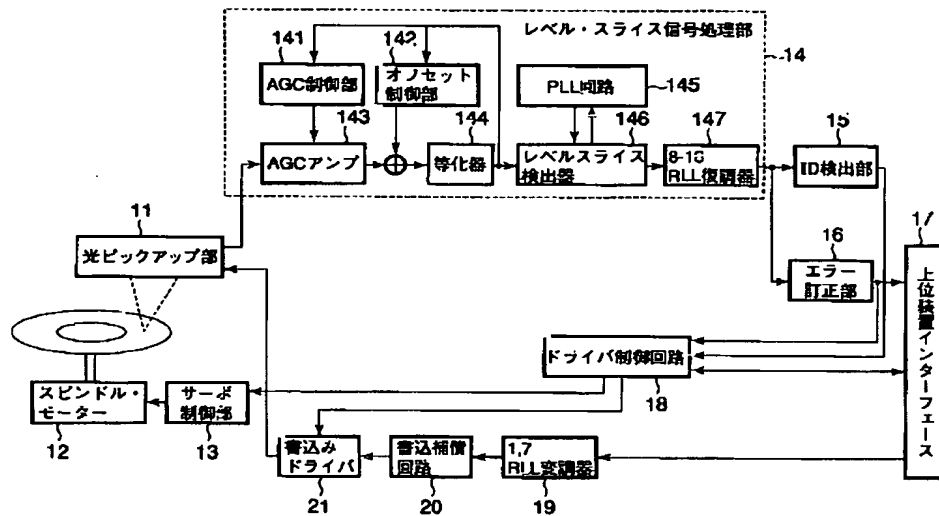 レベル・スライス信号処理部
14
141
AGC制御部
142
オフセット
制御部
PLL回路
145
143
AGCアンプ
144
等化器
146
レベルスライス
検出器
147
8-16
RLL復調器
15
ID検出部
11
光ピックアップ部
16
エラー
訂正部
17
上位装置インターフェース
ドライバ制御回路
18
スピンドル・
モーター
12
サーボ
制御部
13
書込み
ドライバ
21
書込補償
回路
20
1,7
RLL変調器
19